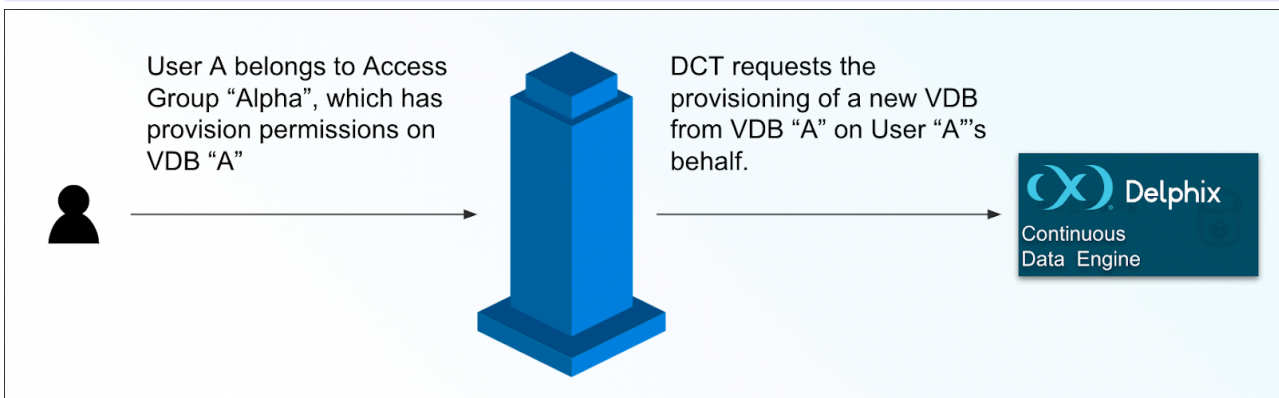 User A belongs to Access
Group “Alpha”, which has
provision permissions on
VDB “A”
DCT requests the
provisioning of a new VDB
from VDB “A” on User “A”’s
behalf.
Delphix
Continuous
Data Engine